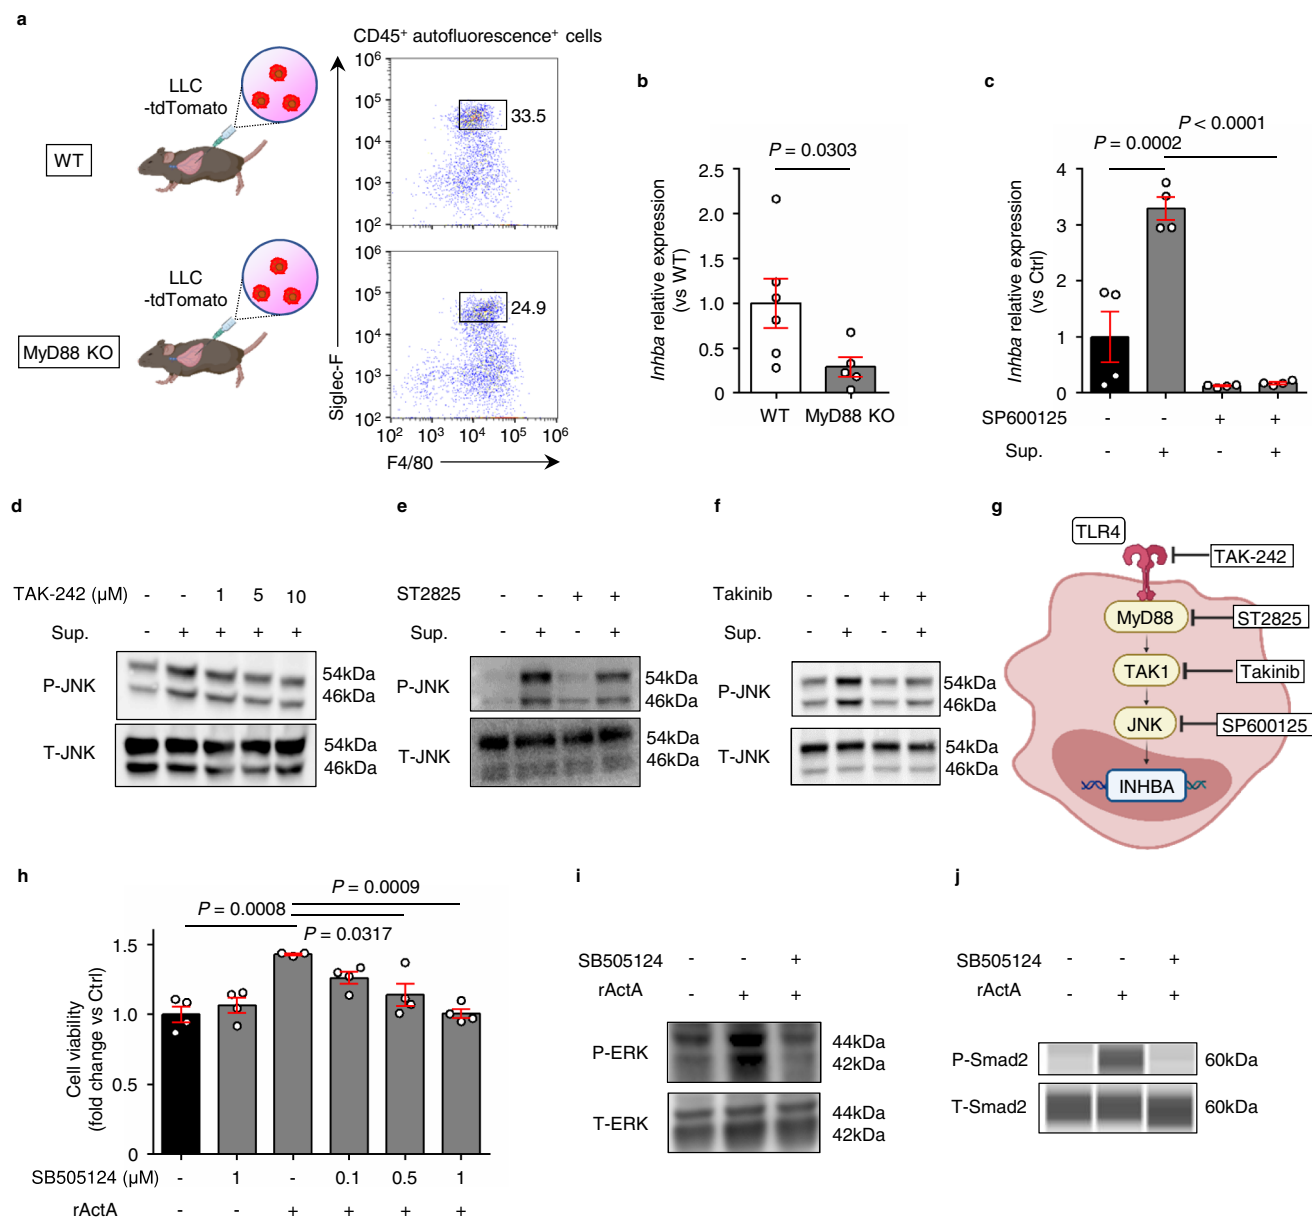 a
CD45⁺ autofluorescence⁺ cells
LLC
-tdTomato
WT
10⁶
10⁵
10⁴
10³
10²
33.5
LLC
-tdTomato
MyD88 KO
10⁶
10⁵
10⁴
10³
10²
24.9
10² 10³ 10⁴ 10⁵ 10⁶
Siglec-F
F4/80
b
P = 0.0303
Inhba relative expression
(vs WT)
2.5
2.0
1.5
1.0
0.5
0
WT MyD88 KO
c
P < 0.0001
P = 0.0002
Inhba relative expression
(vs Ctrl)
4
3
2
1
0
SP600125 - - + +
Sup. - + - +
d
TAK-242 (μM) - - 1 5 10
Sup. - + + + +
P-JNK 54kDa
46kDa
T-JNK 54kDa
46kDa
e
ST2825 - - + +
Sup. - + - +
P-JNK 54kDa
46kDa
T-JNK 54kDa
46kDa
f
Takinib - - + +
Sup. - + - +
P-JNK 54kDa
46kDa
T-JNK 54kDa
46kDa
g
TLR4
TAK-242
MyD88
ST2825
TAK1
Takinib
JNK
SP600125
INHBA
h
P = 0.0009
P = 0.0008
P = 0.0317
Cell viability
(fold change vs Ctrl)
1.5
1.0
0.5
0
SB505124 (μM) - 1 - 0.1 0.5 1
rActA - - + + + +
i
SB505124 - - +
rActA - + +
P-ERK 44kDa
42kDa
T-ERK 44kDa
42kDa
j
SB505124 - - +
rActA - + +
P-Smad2 60kDa
T-Smad2 60kDa